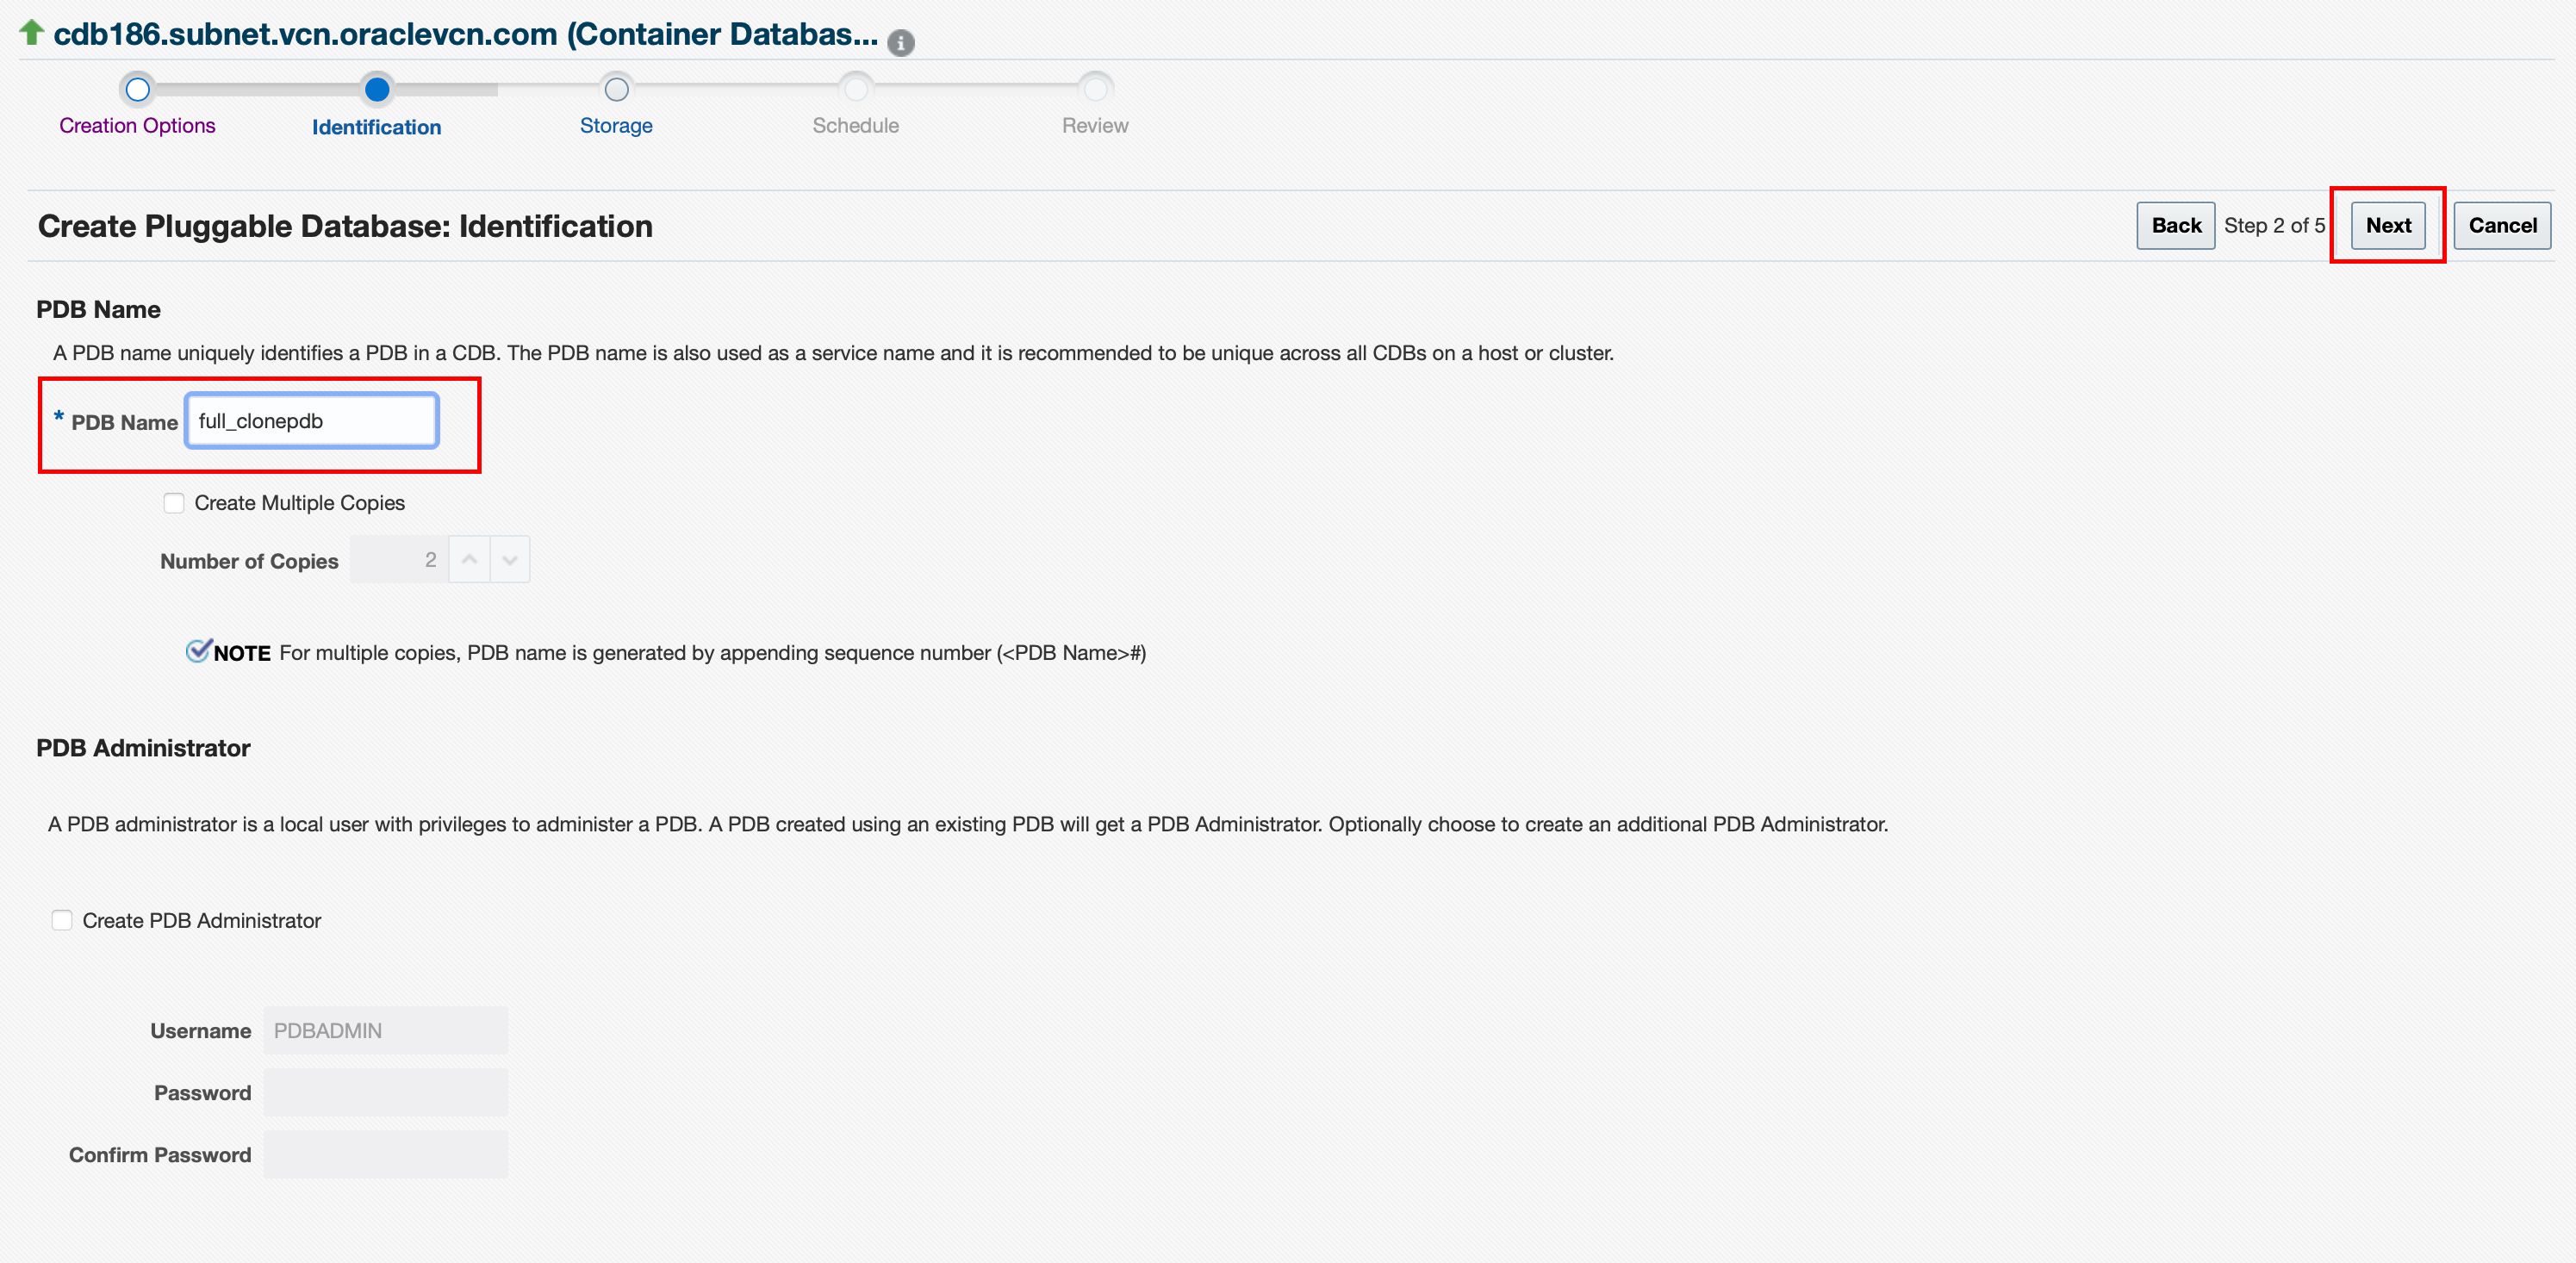 cdb186.subnet.vcn.oraclevcn.com (Container Databas... i
Creation Options Identification Storage Schedule Review
Create Pluggable Database: Identification Back Step 2 of 5 Next Cancel
PDB Name
A PDB name uniquely identifies a PDB in a CDB. The PDB name is also used as a service name and it is recommended to be unique across all CDBs on a host or cluster.
* PDB Name full_clonepdb
Create Multiple Copies
Number of Copies 2
NOTE For multiple copies, PDB name is generated by appending sequence number (<PDB Name>#)
PDB Administrator
A PDB administrator is a local user with privileges to administer a PDB. A PDB created using an existing PDB will get a PDB Administrator. Optionally choose to create an additional PDB Administrator.
Create PDB Administrator
Username PDBADMIN
Password
Confirm Password